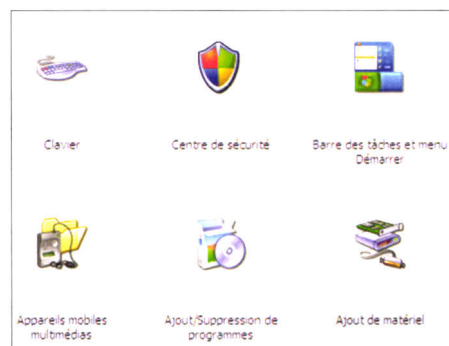 Clavier
Centre de sécurité
Barre des tâches et menu
Démarrer
Appareils mobiles
multimédias
Ajout/Suppression de
programmes
Ajout de matériel